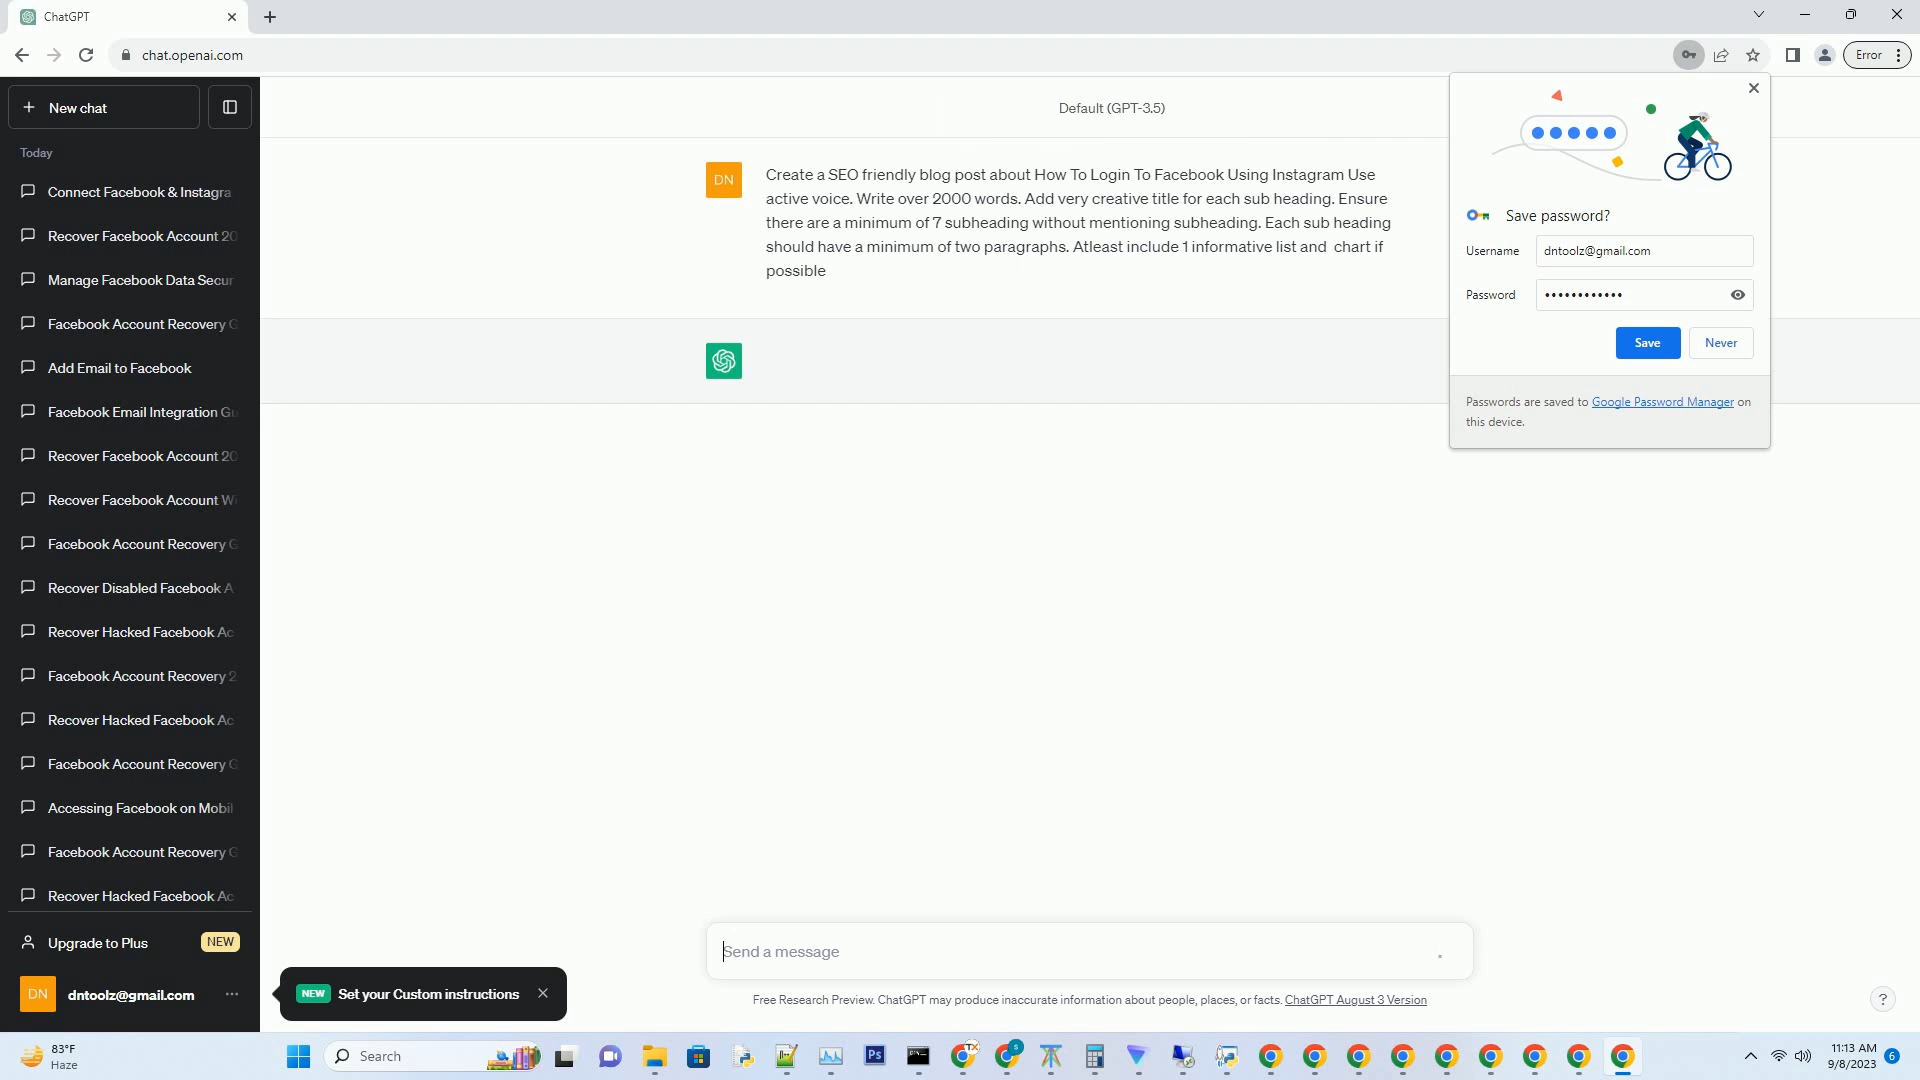 ChatGPT
chat.openai.com
Error
New chat
Today
Connect Facebook & Instagra
Recover Facebook Account 20
Manage Facebook Data Secur
Facebook Account Recovery G
Add Email to Facebook
Facebook Email Integration Gu
Recover Facebook Account 20
Recover Facebook Account Wi
Facebook Account Recovery G
Recover Disabled Facebook A
Recover Hacked Facebook Ac
Facebook Account Recovery 2
Recover Hacked Facebook Ac
Facebook Account Recovery G
Accessing Facebook on Mobil
Facebook Account Recovery G
Recover Hacked Facebook Ac
Upgrade to Plus NEW
DN dntoolz@gmail.com
Default (GPT-3.5)
DN
Create a SEO friendly blog post about How To Login To Facebook Using Instagram Use
active voice. Write over 2000 words. Add very creative title for each sub heading. Ensure
there are a minimum of 7 subheading without mentioning subheading. Each sub heading
should have a minimum of two paragraphs. Atleast include 1 informative list and  chart if
possible
Save password?
Username dntoolz@gmail.com
Password ••••••••••••
Save Never
Passwords are saved to Google Password Manager on
this device.
Send a message
NEW Set your Custom instructions
Free Research Preview. ChatGPT may produce inaccurate information about people, places, or facts. ChatGPT August 3 Version
?
83°F
Haze
Search
Ps
TX
S
11:13 AM
9/8/2023
6